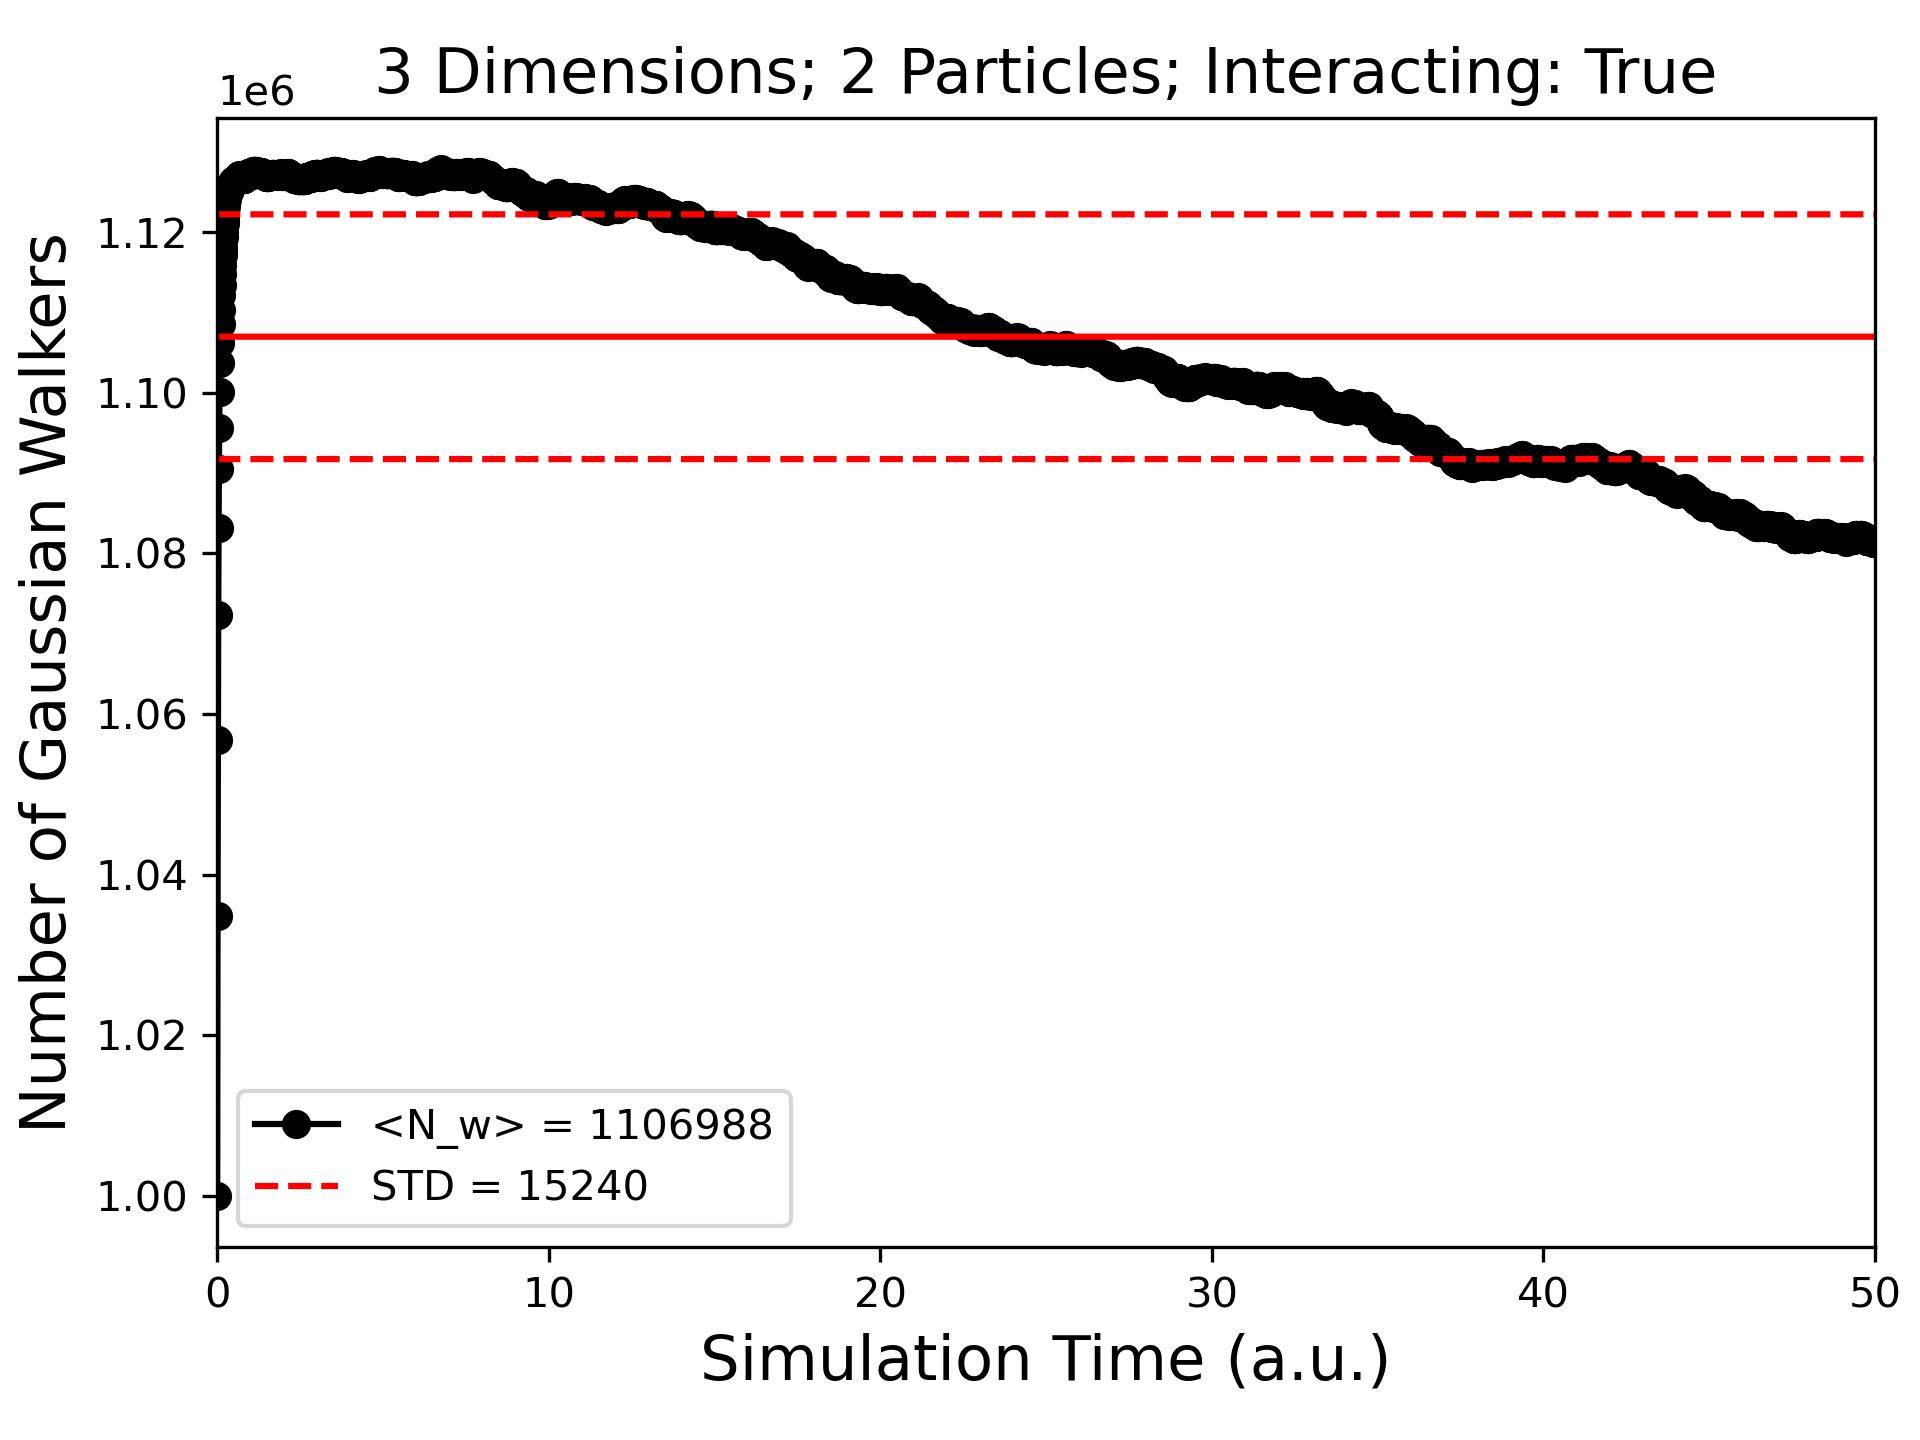 3 Dimensions; 2 Particles; Interacting: True
1e6
Number of Gaussian Walkers
1.12
1.10
1.08
1.06
1.04
1.02
1.00
<N_w> = 1106988
STD = 15240
0 10 20 30 40 50
Simulation Time (a.u.)